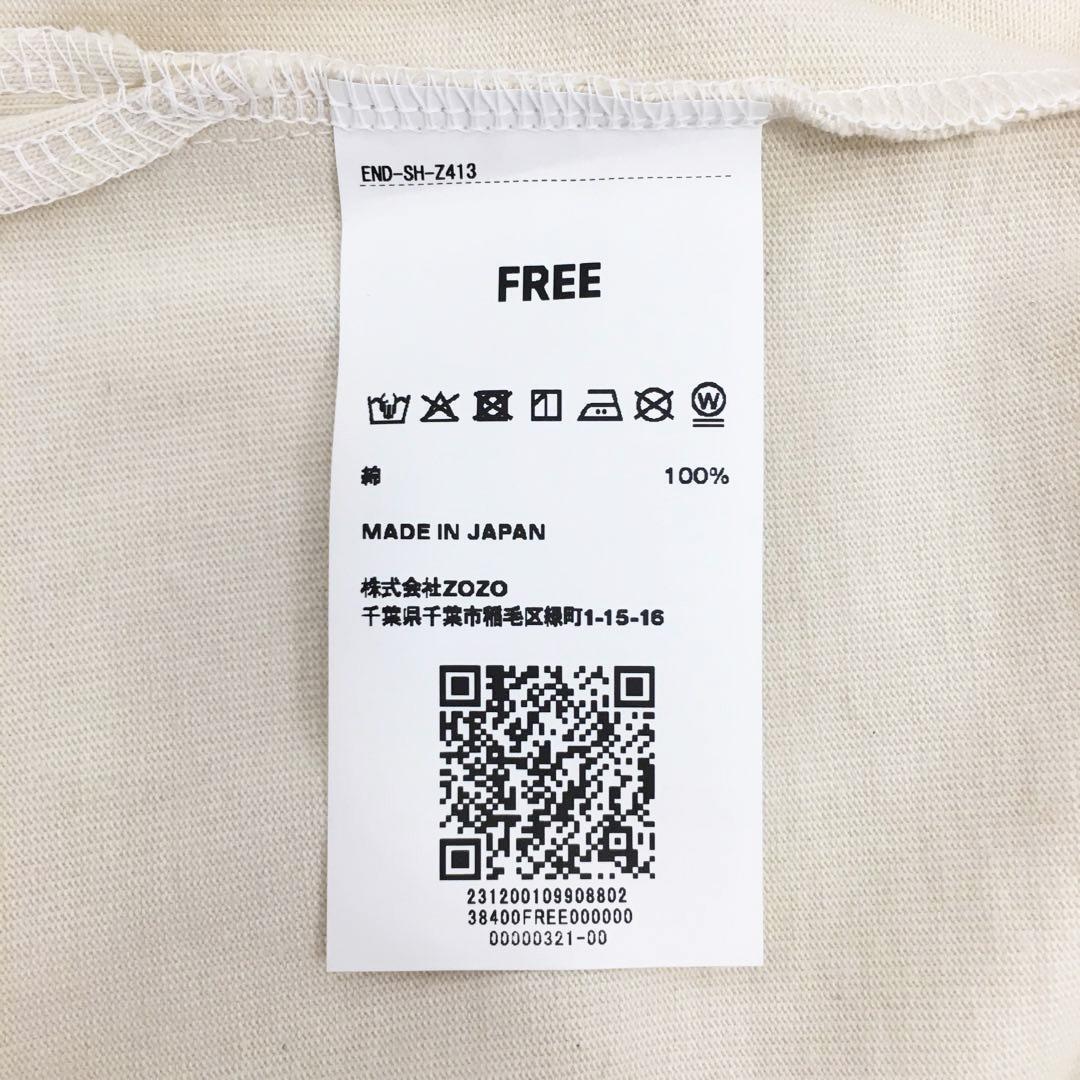 END-SH-Z413
FREE
W
綿 100%
MADE IN JAPAN
株式会社ZOZO
千葉県千葉市稲毛区緑町1-15-16
231200109908802
38400FREE000000
00000321-00